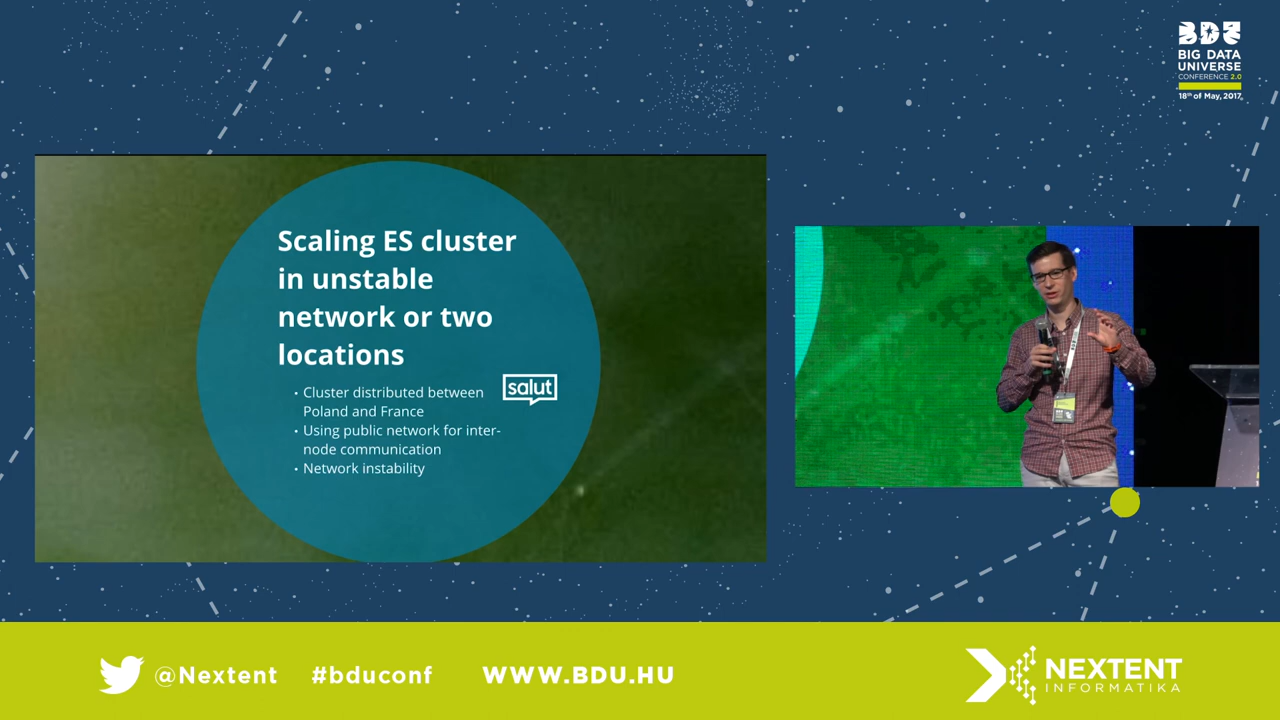 BDU
BIG DATA
UNIVERSE
CONFERENCE 2.0
18th of May, 2017
Scaling ES cluster
in unstable
network or two
locations
salut
• Cluster distributed between
Poland and France
• Using public network for inter-
node communication
• Network instability
@Nextent #bduconf WWW.BDU.HU
NEXTENT
INFORMATIKA